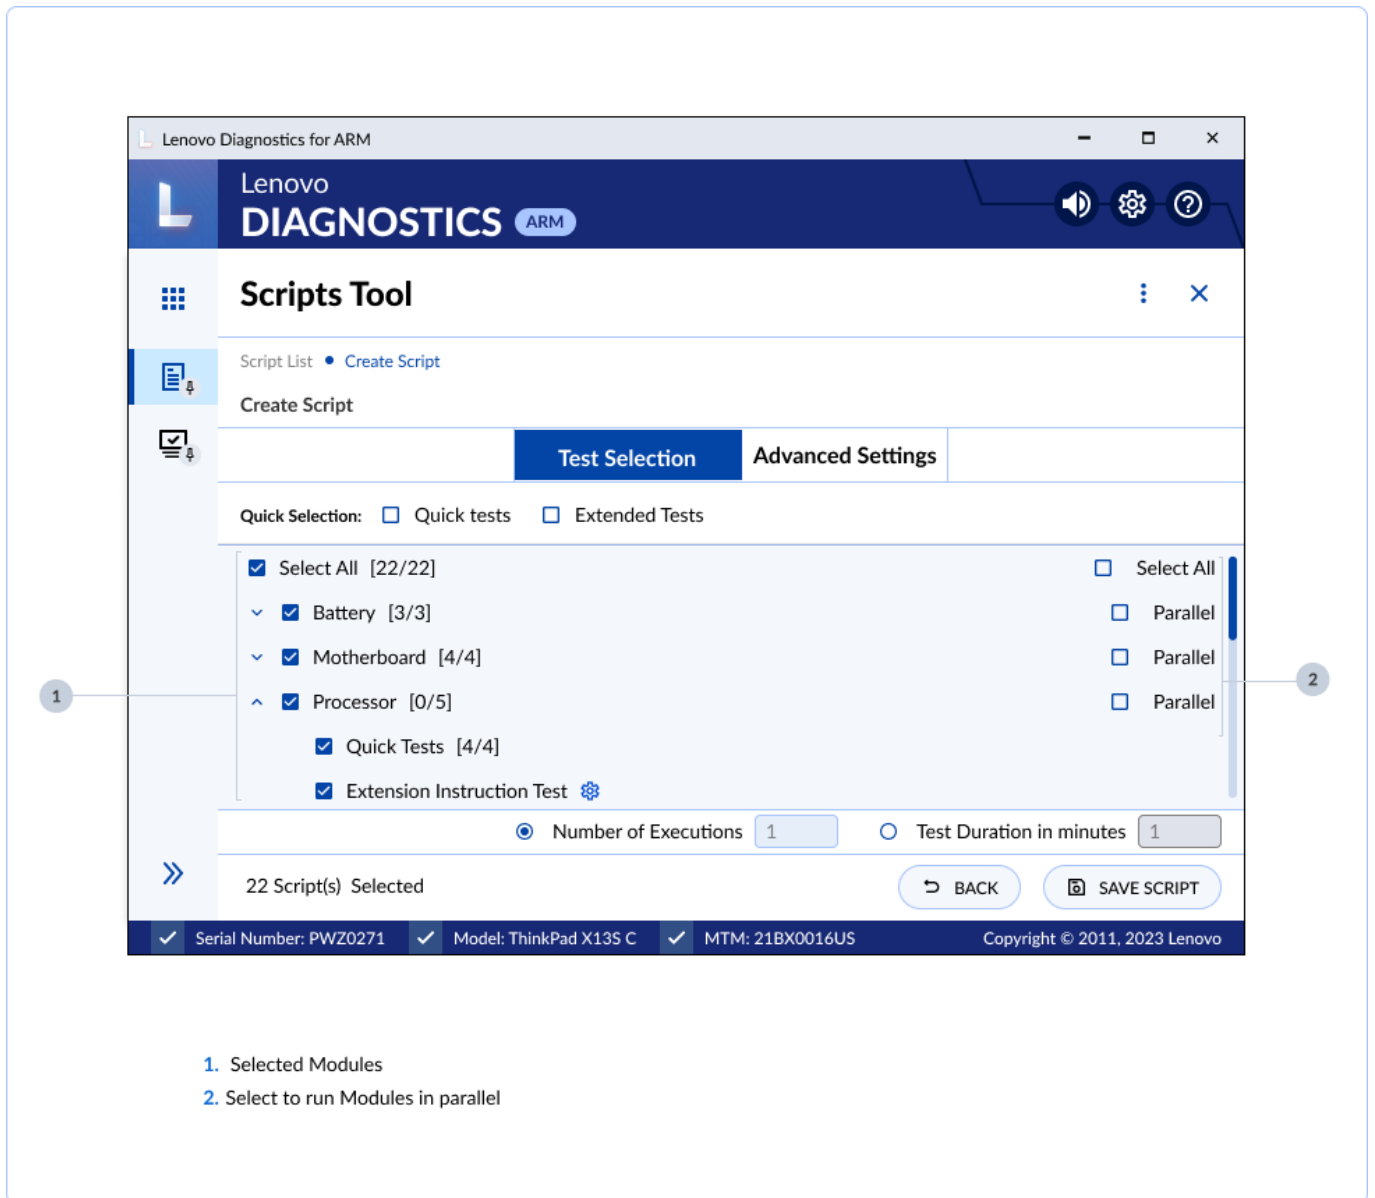 Lenovo Diagnostics for ARM
Lenovo
DIAGNOSTICS ARM
Scripts Tool
Script List • Create Script
Create Script
Test Selection Advanced Settings
Quick Selection: Quick tests Extended Tests
Select All [22/22] Select All
Battery [3/3] Parallel
Motherboard [4/4] Parallel
Processor [0/5] Parallel
1 2
Quick Tests [4/4]
Extension Instruction Test
Number of Executions 1 Test Duration in minutes 1
22 Script(s) Selected BACK SAVE SCRIPT
Serial Number: PWZ0271 Model: ThinkPad X13S C MTM: 21BX0016US Copyright © 2011, 2023 Lenovo
1. Selected Modules
2. Select to run Modules in parallel